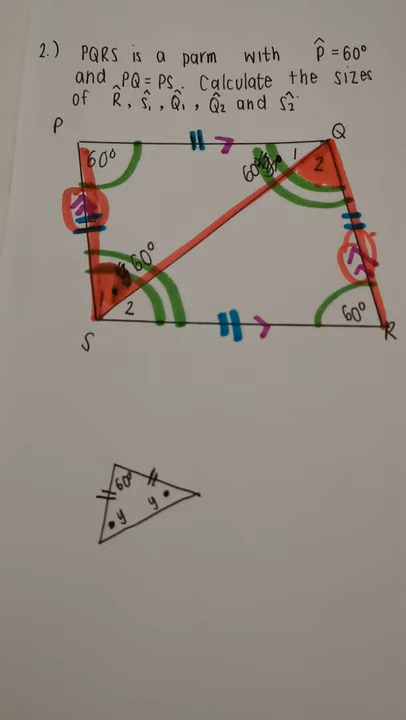 2.) PQRS is a parm with P̂ = 60°
and PQ = PS. Calculate the sizes
of R̂, Ŝ₁, Q̂₁, Q̂₂ and Ŝ₂.
P
Q
60°
1
2
60°
60°
1
2
60°
S
R
60°
y
y